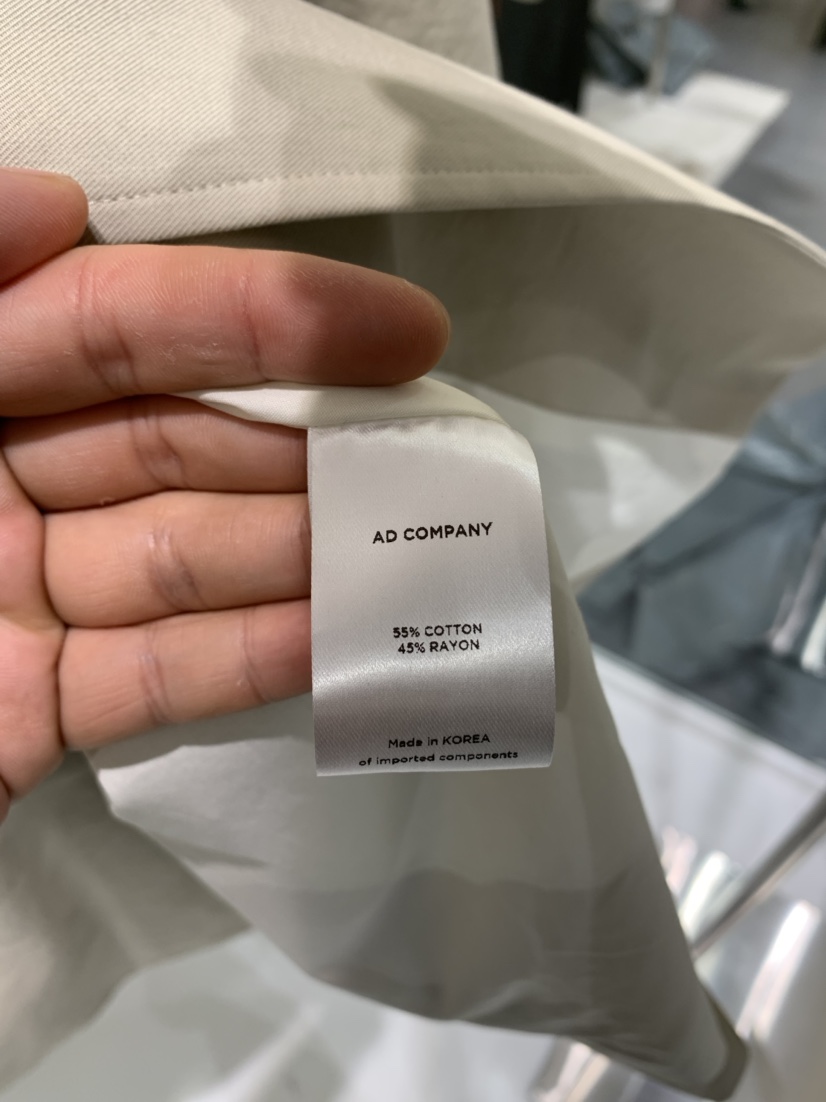 AD COMPANY
55% COTTON
45% RAYON
Made in KOREA
of imported components